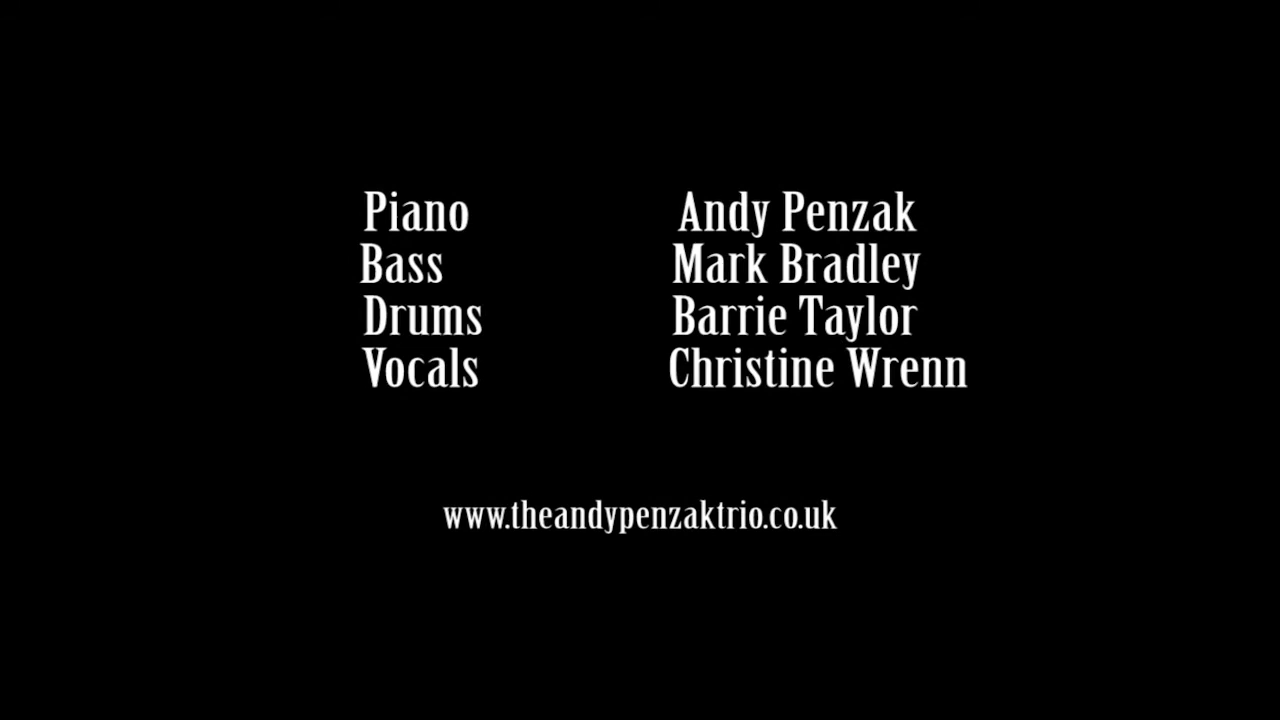 Piano Andy Penzak
Bass Mark Bradley
Drums Barrie Taylor
Vocals Christine Wrenn
www.theandypenzaktrio.co.uk